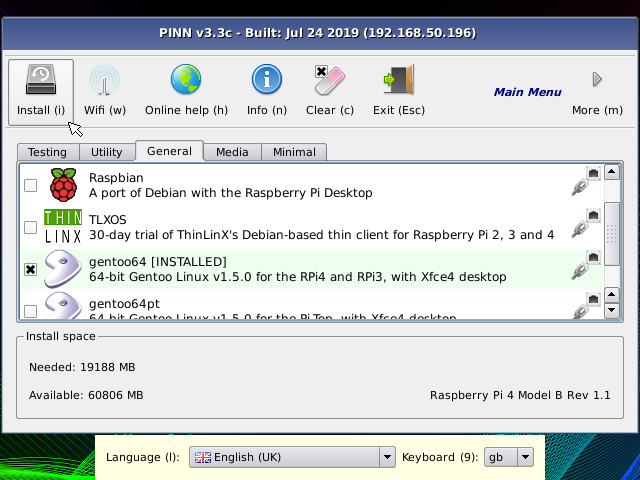 PINN v3.3c - Built: Jul 24 2019 (192.168.50.196)
Install (i) Wifi (w) Online help (h) Info (n) Clear (c) Exit (Esc) Main Menu More (m)
Testing Utility General Media Minimal
Raspbian
A port of Debian with the Raspberry Pi Desktop
THIN
LINX
TLXOS
30-day trial of ThinLinX's Debian-based thin client for Raspberry Pi 2, 3 and 4
gentoo64 [INSTALLED]
64-bit Gentoo Linux v1.5.0 for the RPi4 and RPi3, with Xfce4 desktop
gentoo64pt
64-bit Gentoo Linux v1.5.0 for the Pi Top, with Xfce4 desktop
Install space
Needed: 19188 MB
Available: 60806 MB Raspberry Pi 4 Model B Rev 1.1
Language (l): English (UK) Keyboard (9): gb